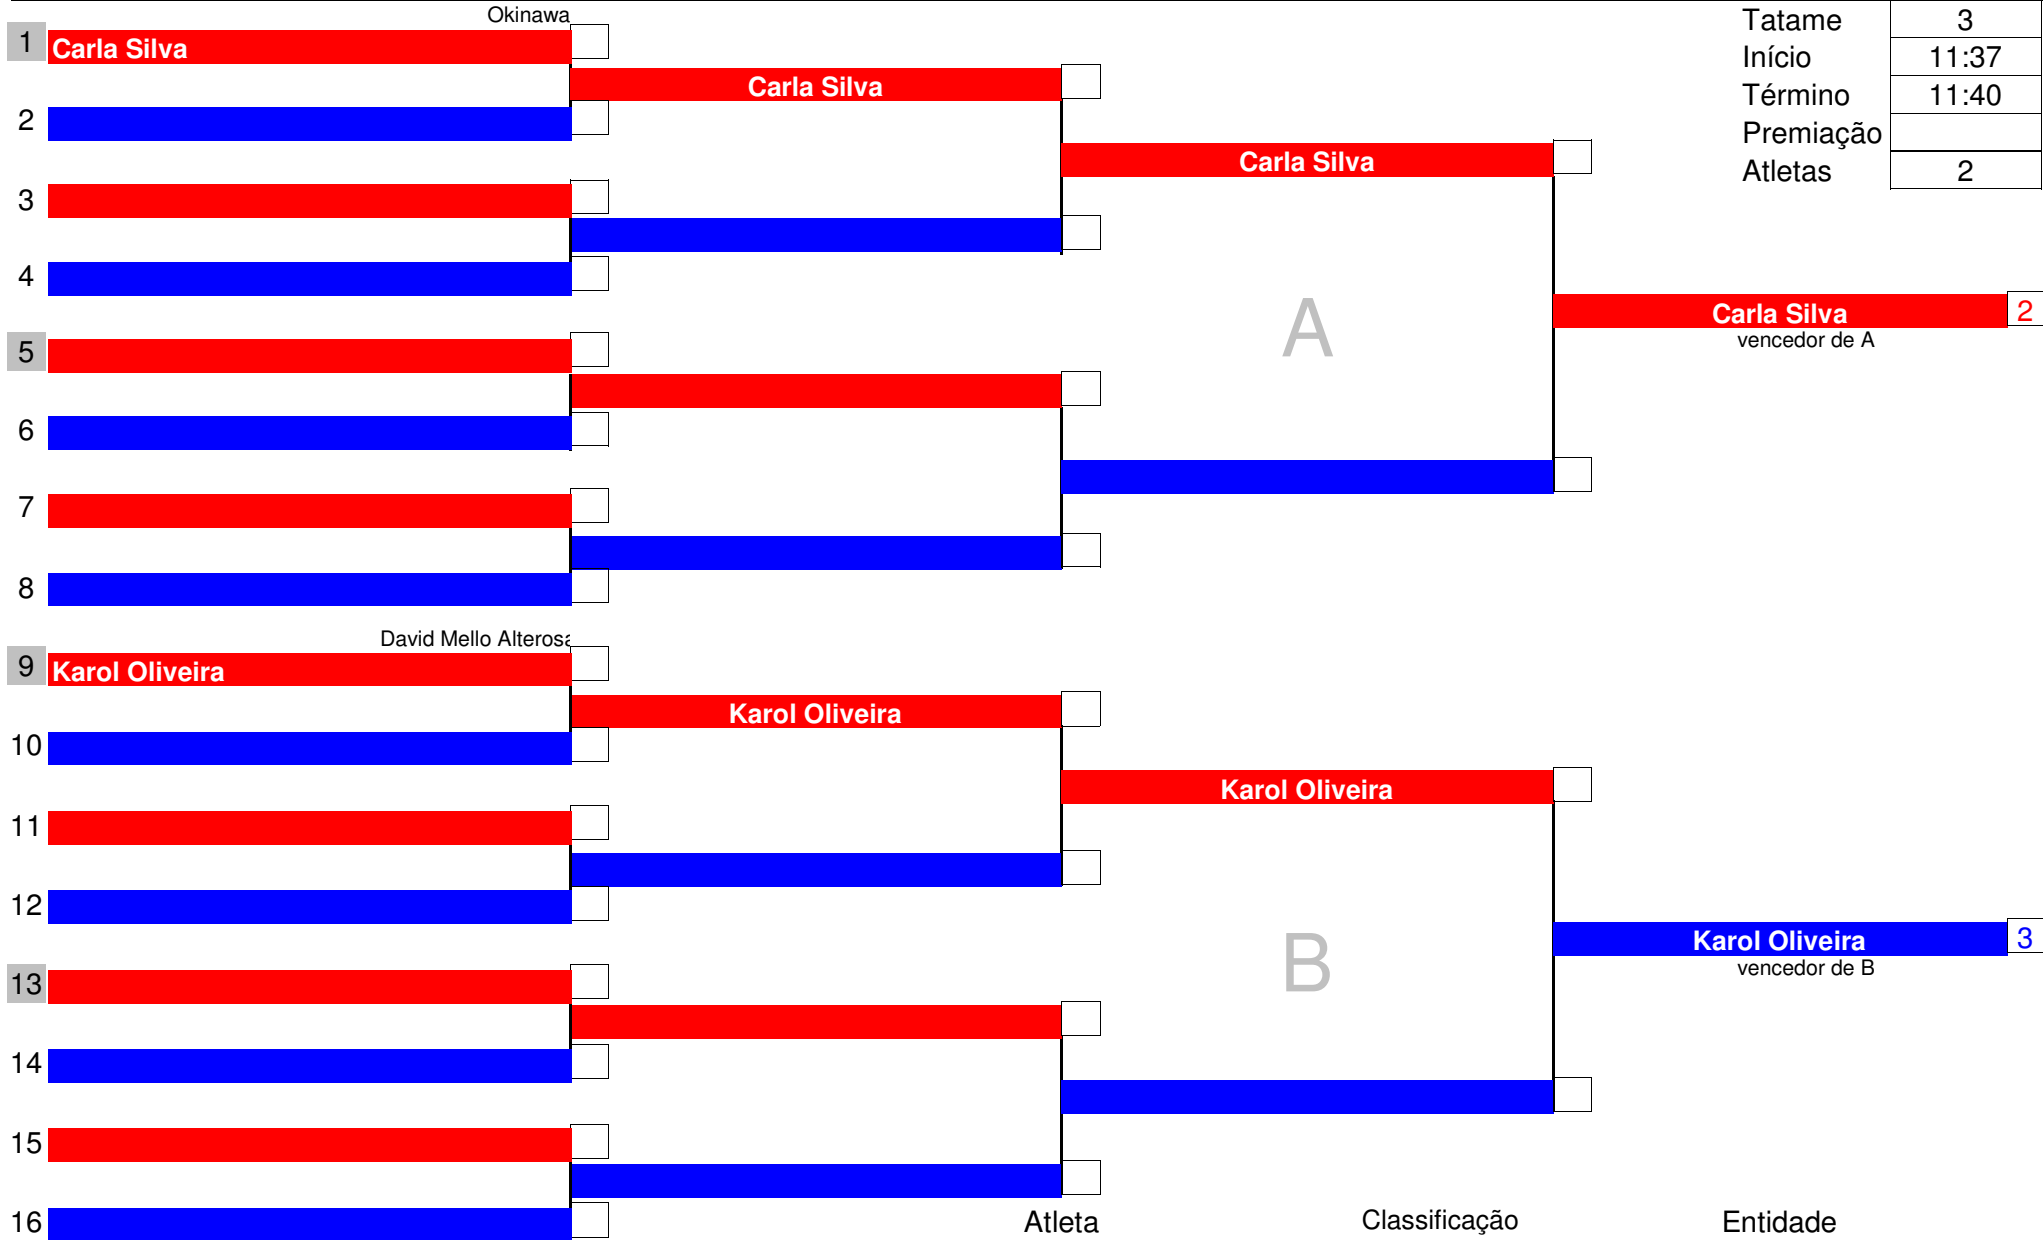 Okinawa
Tatame 3
1 Carla Silva
Início 11:37
Carla Silva
Término 11:40
2
Premiação
Carla Silva
Atletas 2
3
4
Carla Silva 2
vencedor de A
A
5
6
7
8
David Mello Alterosa
9 Karol Oliveira
Karol Oliveira
10
Karol Oliveira
11
12
Karol Oliveira 3
vencedor de B
B
13
14
15
16
Atleta Classificação Entidade